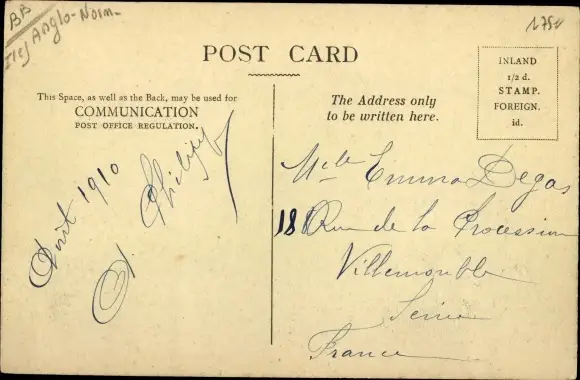 BB
Iles Anglo-Norm-
POST CARD
This Space, as well as the Back, may be used for
COMMUNICATION
POST OFFICE REGULATION.
The Address only
to be written here.
INLAND
1/2 d.
STAMP.
FOREIGN.
1d.
Août 1910
Melle Emma Degas
18 Rue de la Procession
Villemomble
Seine
France